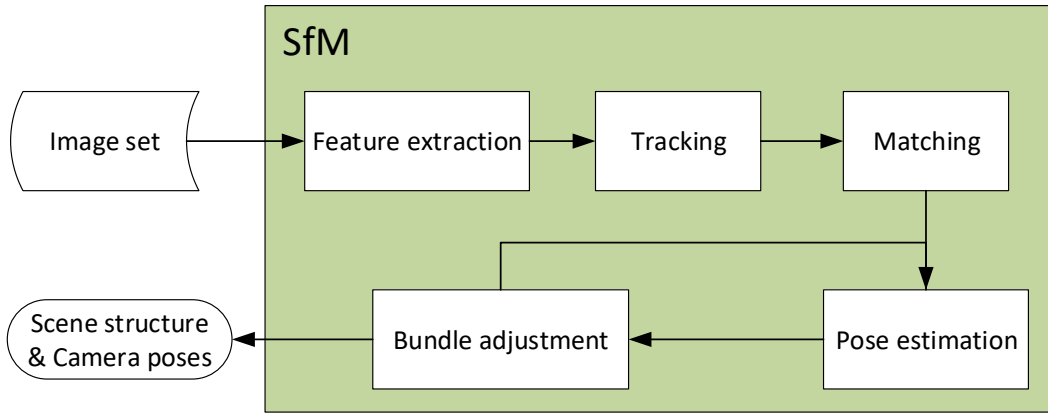 SfM
Image set
Feature extraction
Tracking
Matching
Scene structure
& Camera poses
Bundle adjustment
Pose estimation